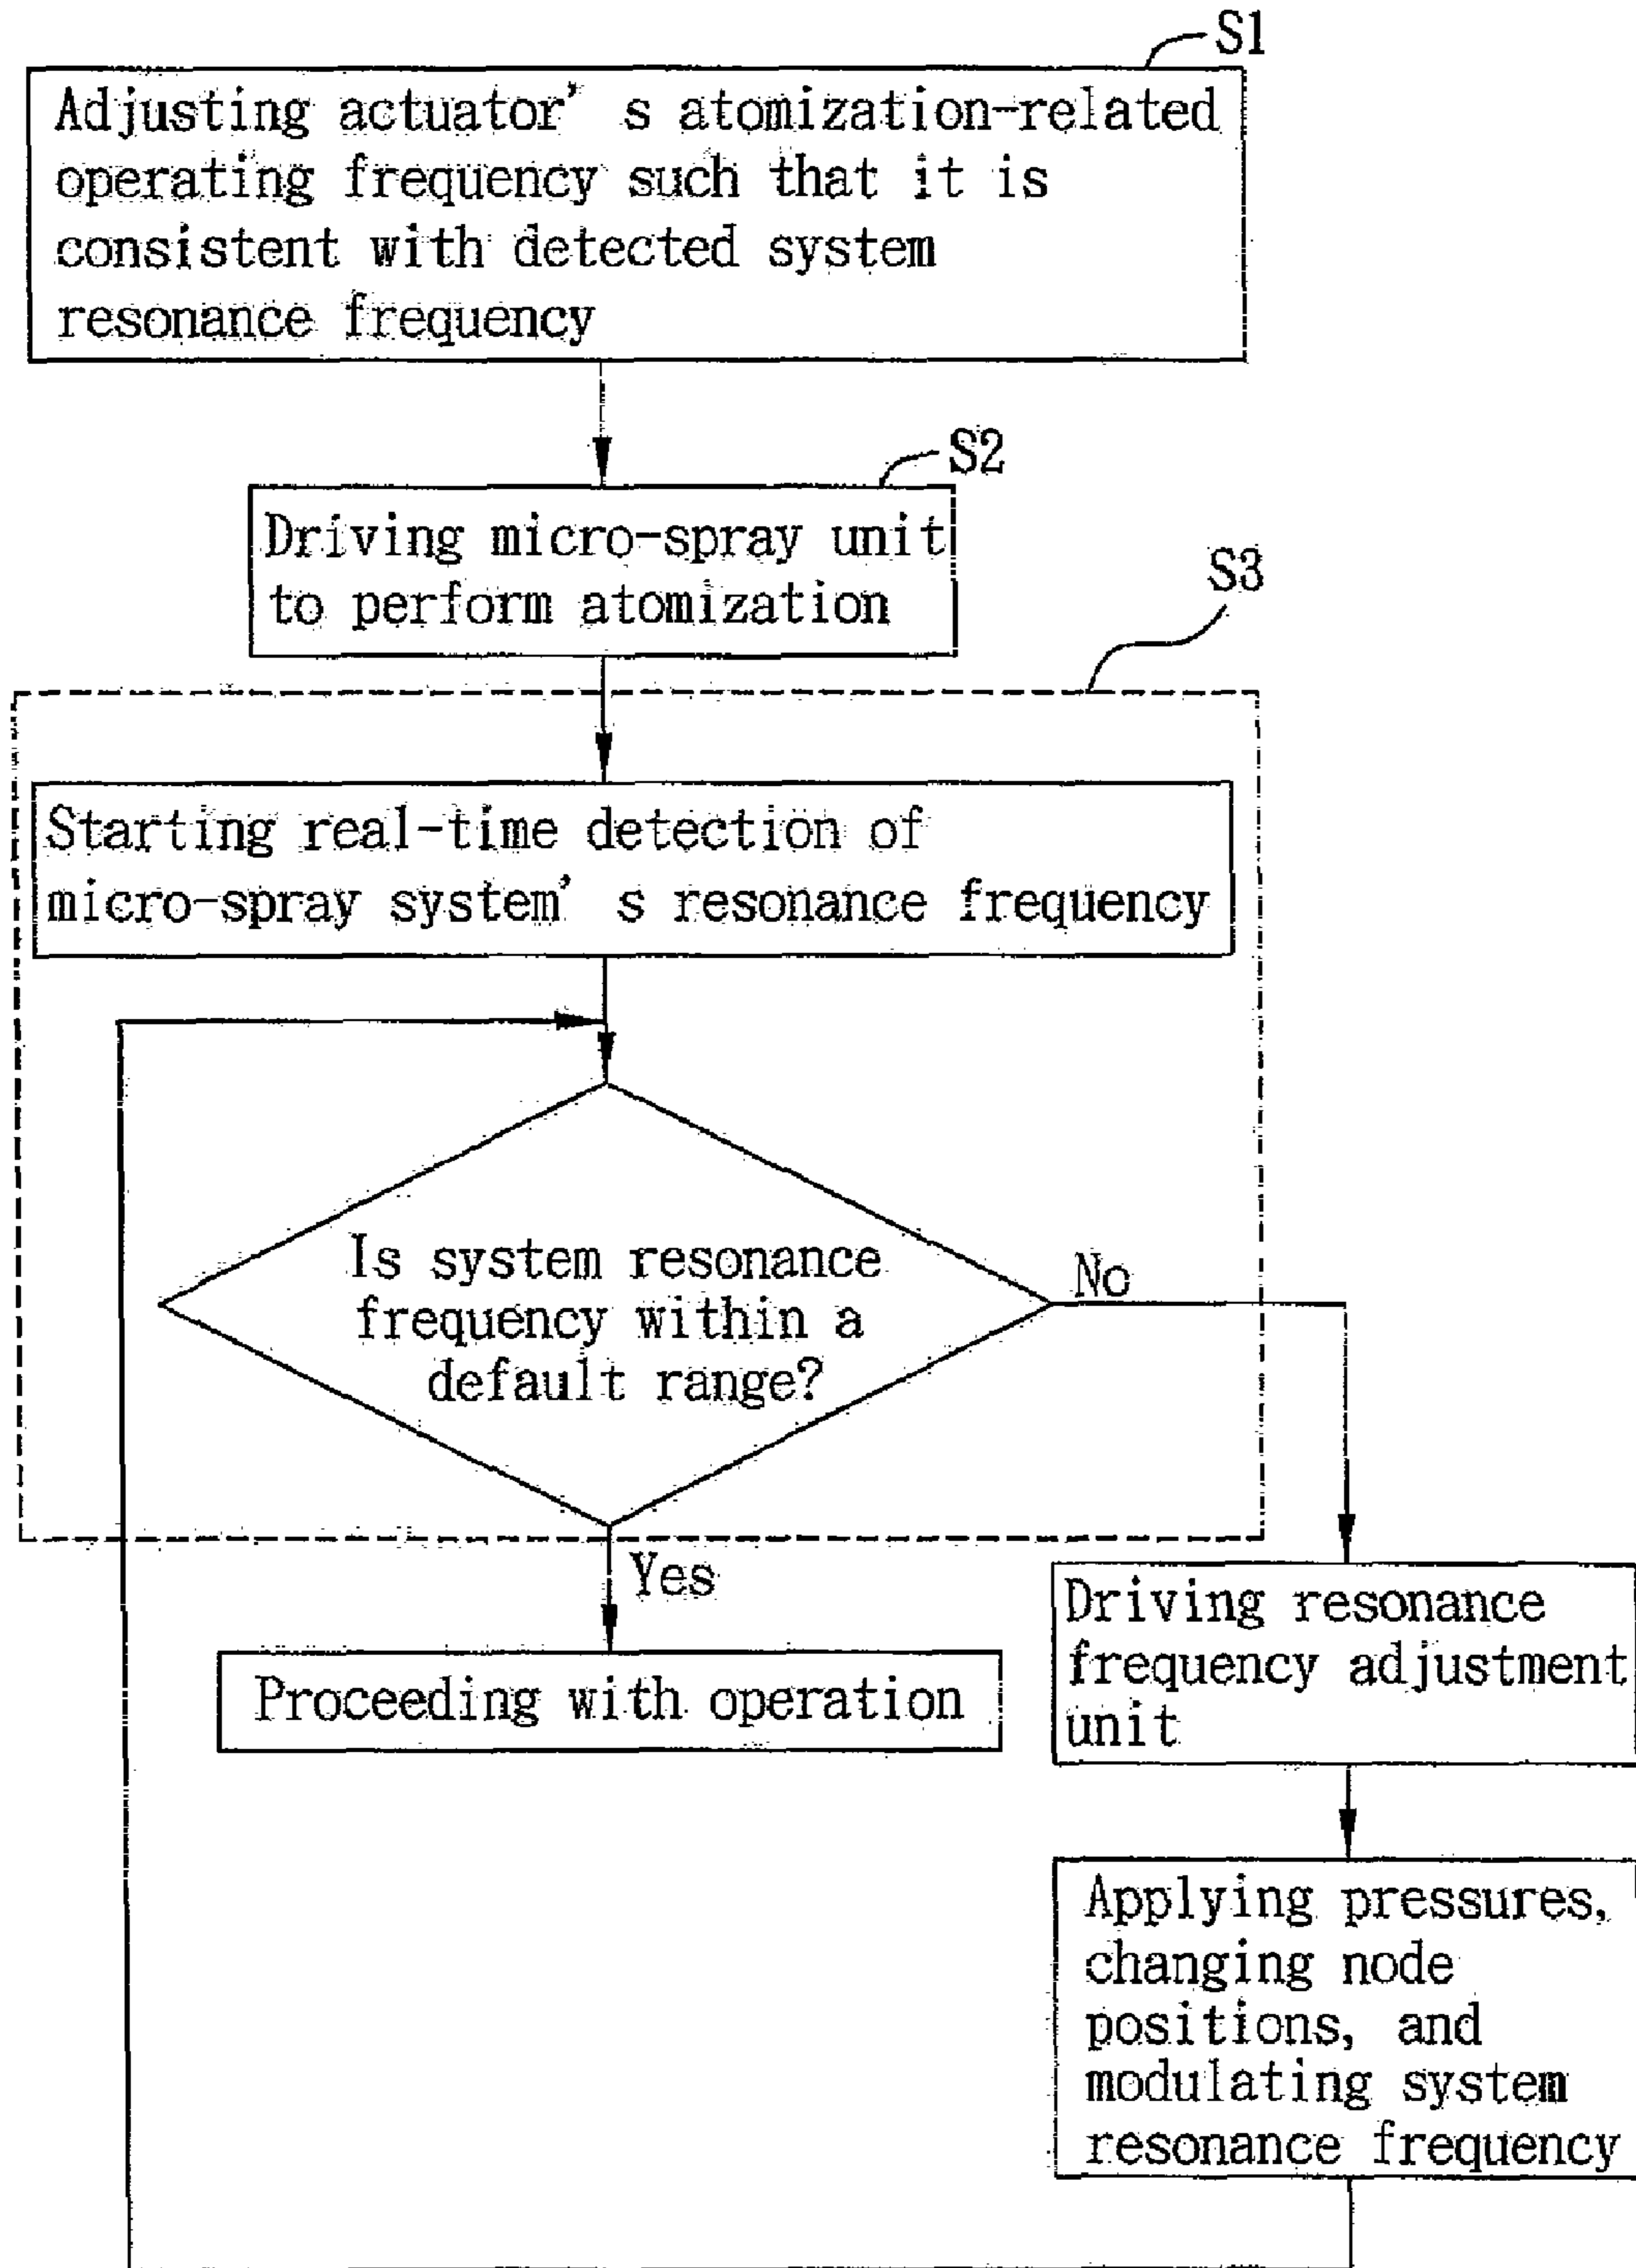 S1
Adjusting actuator's atomization-related
operating frequency such that it is
consistent with detected system
resonance frequency
S2
Driving micro-spray unit
to perform atomization
S3
Starting real-time detection of
micro-spray system's resonance frequency
Is system resonance
frequency within a
default range?
No
Yes
Proceeding with operation
Driving resonance
frequency adjustment
unit
Applying pressures,
changing node
positions, and
modulating system
resonance frequency